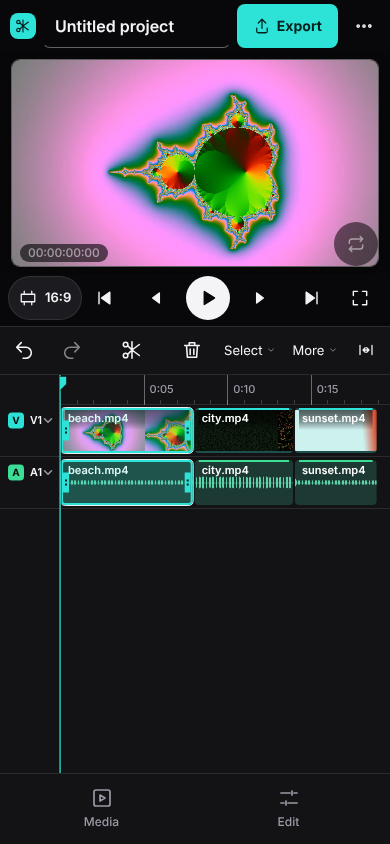 Untitled project
Export
00:00:00:00
16:9
Select
More
0:05
0:10
0:15
V V1
beach.mp4
city.mp4
sunset.mp4
A A1
beach.mp4
city.mp4
sunset.mp4
Media
Edit